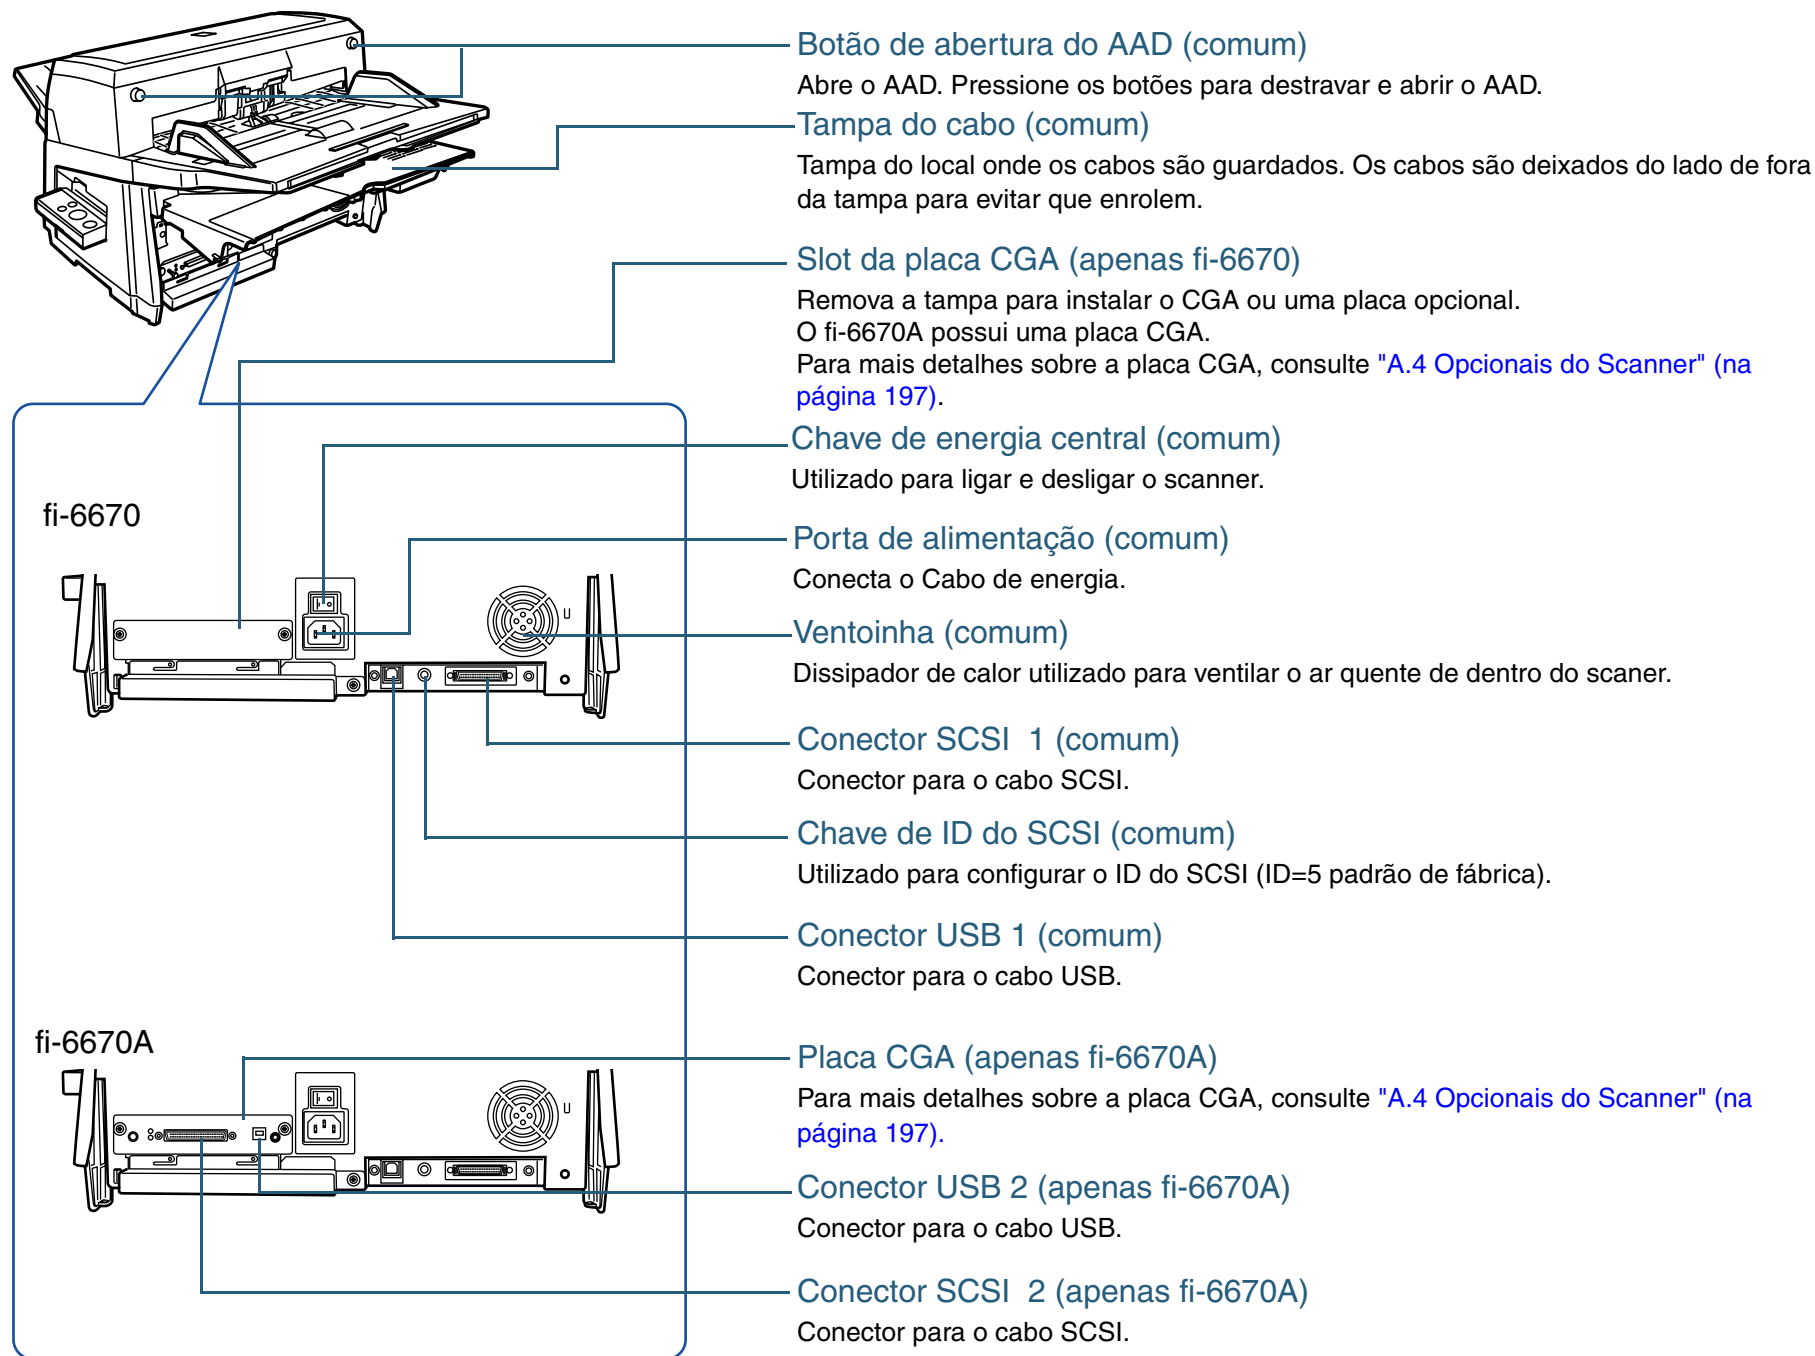 Botão de abertura do AAD (comum)
Abre o AAD. Pressione os botões para destravar e abrir o AAD.
Tampa do cabo (comum)
Tampa do local onde os cabos são guardados. Os cabos são deixados do lado de fora
da tampa para evitar que enrolem.
Slot da placa CGA (apenas fi-6670)
Remova a tampa para instalar o CGA ou uma placa opcional.
O fi-6670A possui uma placa CGA.
Para mais detalhes sobre a placa CGA, consulte "A.4 Opcionais do Scanner" (na
página 197).
Chave de energia central (comum)
Utilizado para ligar e desligar o scanner.
fi-6670
Porta de alimentação (comum)
Conecta o Cabo de energia.
Ventoinha (comum)
Dissipador de calor utilizado para ventilar o ar quente de dentro do scaner.
Conector SCSI  1 (comum)
Conector para o cabo SCSI.
Chave de ID do SCSI (comum)
Utilizado para configurar o ID do SCSI (ID=5 padrão de fábrica).
Conector USB 1 (comum)
Conector para o cabo USB.
fi-6670A
Placa CGA (apenas fi-6670A)
Para mais detalhes sobre a placa CGA, consulte "A.4 Opcionais do Scanner" (na
página 197).
Conector USB 2 (apenas fi-6670A)
Conector para o cabo USB.
Conector SCSI  2 (apenas fi-6670A)
Conector para o cabo SCSI.